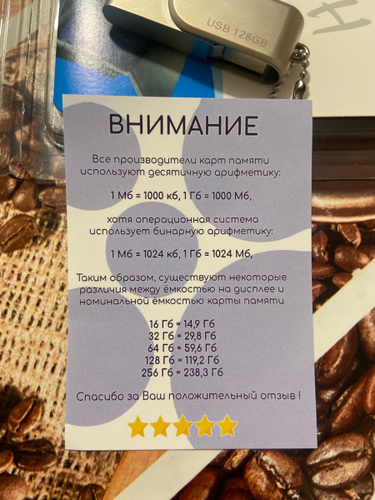 USB 128GB
ВНИМАНИЕ
Все производители карт памяти
используют десятичную арифметику:
1 Мб = 1000 кб, 1 Гб = 1000 Мб,
хотя операционная система
использует бинарную арифметику:
1 Мб = 1024 кб, 1 Гб = 1024 Мб,
Таким образом, существуют некоторые
различия между ёмкостью на дисплее и
номинальной ёмкостью карты памяти
16 Гб = 14,9 Гб
32 Гб = 29,8 Гб
64 Гб = 59,6 Гб
128 Гб = 119,2 Гб
256 Гб = 238,3 Гб
Спасибо за Ваш положительный отзыв !